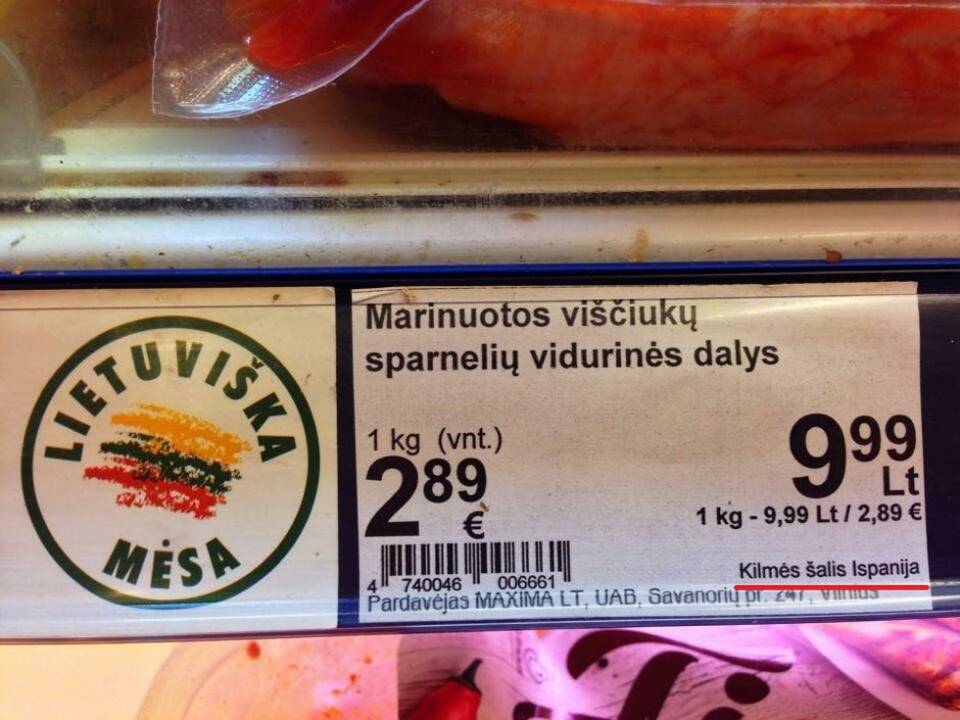 LIETUVIŠKA
MĖSA
Marinuotos viščiukų
sparnelių vidurinės dalys
1 kg (vnt.)
2 89 €
9 99 Lt
1 kg - 9,99 Lt / 2,89 €
4 740046 006661
Kilmės šalis Ispanija
Pardavėjas MAXIMA LT, UAB, Savanorių pr. 247, Vilnius